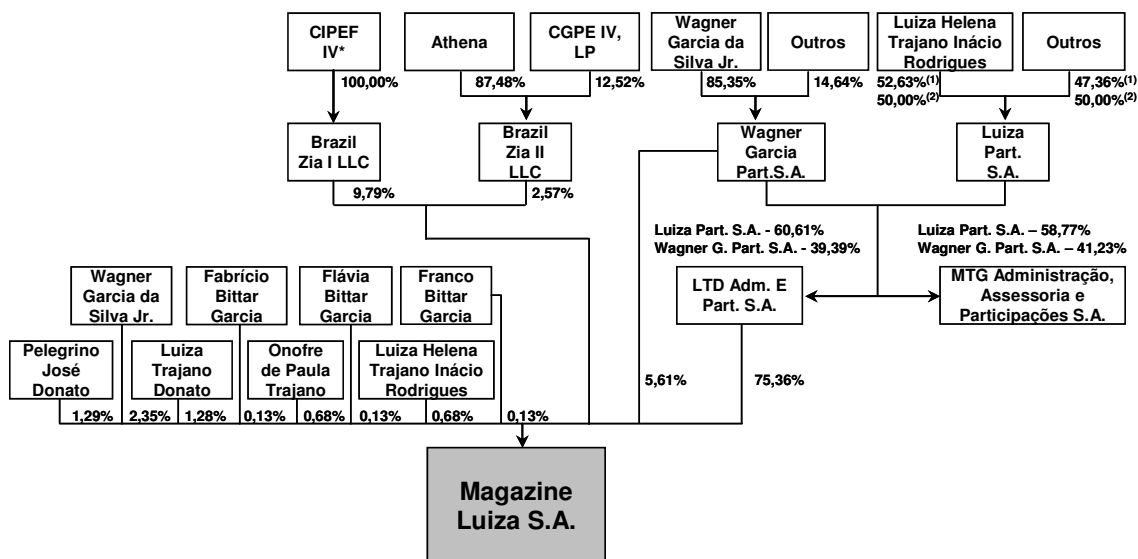 CIPEF
IV*
Athena
CGPE IV,
LP
Wagner
Garcia da
Silva Jr.
Outros
Luiza Helena
Trajano Inácio
Rodrigues
Outros
100,00%
87,48%
12,52%
85,35%
14,64%
52,63%(1)
50,00%(2)
47,36%(1)
50,00%(2)
Brazil
Zia I LLC
Brazil
Zia II
LLC
Wagner
Garcia
Part.S.A.
Luiza
Part.
S.A.
9,79%
2,57%
Luiza Part. S.A. - 60,61%
Wagner G. Part. S.A. - 39,39%
Luiza Part. S.A. – 58,77%
Wagner G. Part. S.A. – 41,23%
Wagner
Garcia da
Silva Jr.
Fabrício
Bittar
Garcia
Flávia
Bittar
Garcia
Franco
Bittar
Garcia
LTD Adm. E
Part. S.A.
MTG Administração,
Assessoria e
Participações S.A.
Pelegrino
José
Donato
Luiza
Trajano
Donato
Onofre
de Paula
Trajano
Luiza Helena
Trajano Inácio
Rodrigues
5,61%
75,36%
1,29%
2,35%
1,28%
0,13%
0,68%
0,13%
0,68%
0,13%
Magazine
Luiza S.A.